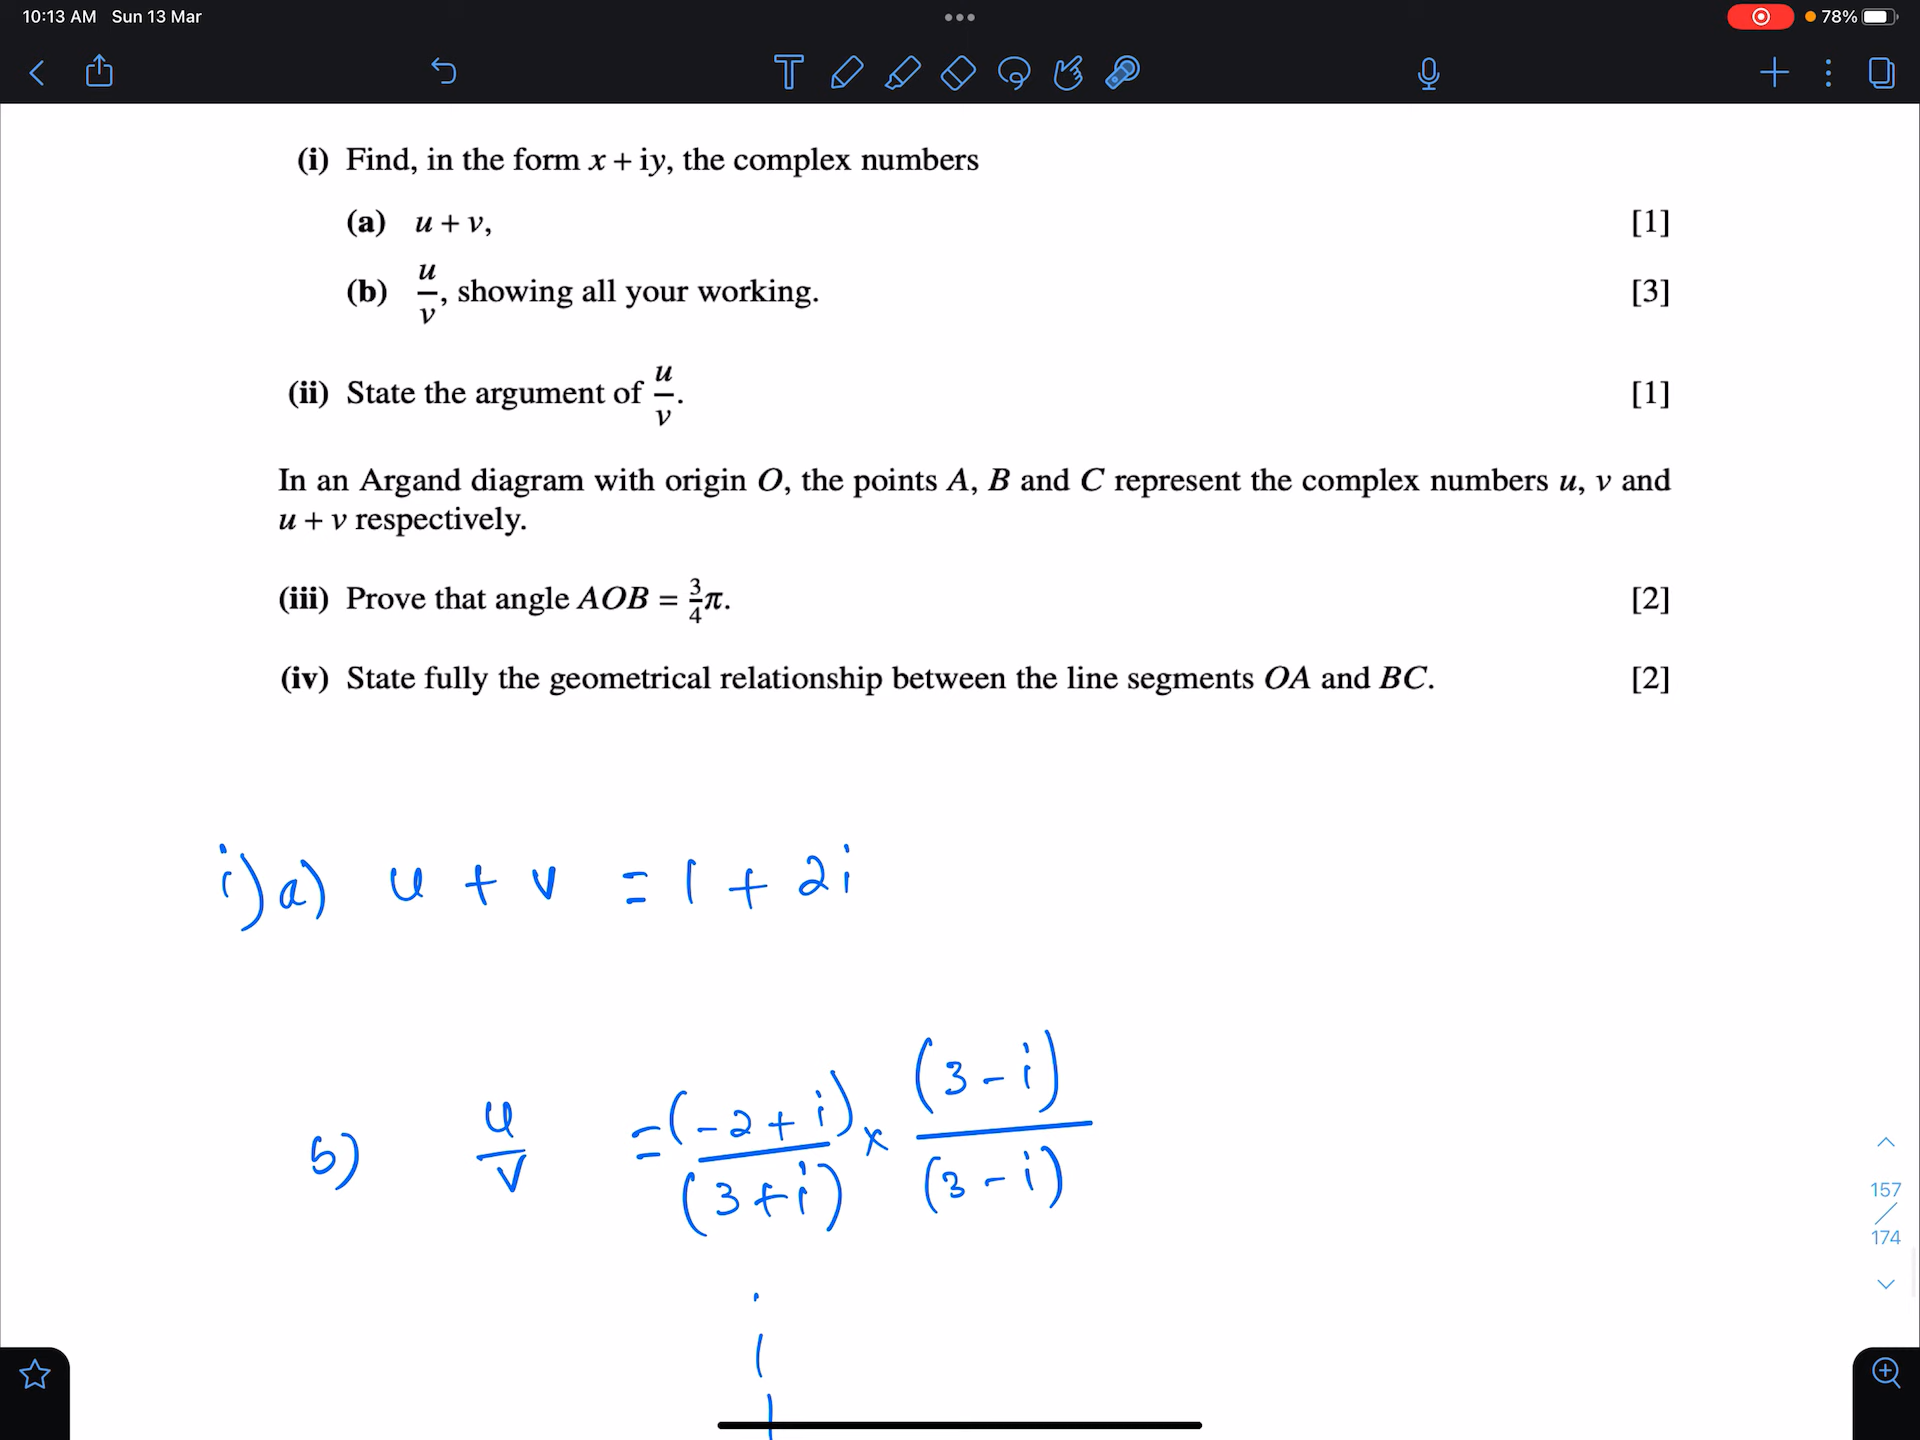 10:13 AM Sun 13 Mar
78%
(i) Find, in the form x + iy, the complex numbers
(a) u + v, [1]
(b) u/v, showing all your working. [3]
(ii) State the argument of u/v. [1]
In an Argand diagram with origin O, the points A, B and C represent the complex numbers u, v and
u + v respectively.
(iii) Prove that angle AOB = 3/4 π. [2]
(iv) State fully the geometrical relationship between the line segments OA and BC. [2]
i) a) u + v = 1 + 2i
b) u/v = (-2 + i)/(3 + i) × (3 - i)/(3 - i)
157
/
174